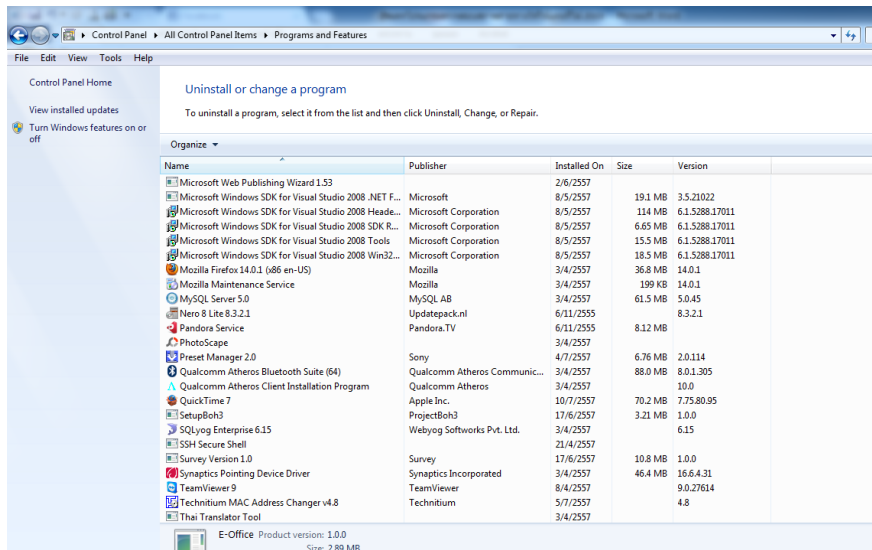 Control Panel ▸ All Control Panel Items ▸ Programs and Features
File Edit View Tools Help
Control Panel Home
View installed updates
Turn Windows features on or
off
Uninstall or change a program
To uninstall a program, select it from the list and then click Uninstall, Change, or Repair.
Organize
Name Publisher Installed On Size Version
Microsoft Web Publishing Wizard 1.53 2/6/2557
Microsoft Windows SDK for Visual Studio 2008 .NET F... Microsoft 8/5/2557 19.1 MB 3.5.21022
Microsoft Windows SDK for Visual Studio 2008 Heade... Microsoft Corporation 8/5/2557 114 MB 6.1.5288.17011
Microsoft Windows SDK for Visual Studio 2008 SDK R... Microsoft Corporation 8/5/2557 6.65 MB 6.1.5288.17011
Microsoft Windows SDK for Visual Studio 2008 Tools Microsoft Corporation 8/5/2557 15.5 MB 6.1.5288.17011
Microsoft Windows SDK for Visual Studio 2008 Win32... Microsoft Corporation 8/5/2557 18.5 MB 6.1.5288.17011
Mozilla Firefox 14.0.1 (x86 en-US) Mozilla 3/4/2557 36.8 MB 14.0.1
Mozilla Maintenance Service Mozilla 3/4/2557 199 KB 14.0.1
MySQL Server 5.0 MySQL AB 3/4/2557 61.5 MB 5.0.45
Nero 8 Lite 8.3.2.1 Updatepack.nl 6/11/2555 8.3.2.1
Pandora Service Pandora.TV 6/11/2555 8.12 MB
PhotoScape 3/4/2557
Preset Manager 2.0 Sony 4/7/2557 6.76 MB 2.0.114
Qualcomm Atheros Bluetooth Suite (64) Qualcomm Atheros Communic... 3/4/2557 88.0 MB 8.0.1.305
Qualcomm Atheros Client Installation Program Qualcomm Atheros 3/4/2557 10.0
QuickTime 7 Apple Inc. 10/7/2557 70.2 MB 7.75.80.95
SetupBoh3 ProjectBoh3 17/6/2557 3.21 MB 1.0.0
SQLyog Enterprise 6.15 Webyog Softworks Pvt. Ltd. 3/4/2557 6.15
SSH Secure Shell 21/4/2557
Survey Version 1.0 Survey 17/6/2557 10.8 MB 1.0.0
Synaptics Pointing Device Driver Synaptics Incorporated 3/4/2557 46.4 MB 16.6.4.31
TeamViewer 9 TeamViewer 8/4/2557 9.0.27614
Technitium MAC Address Changer v4.8 Technitium 5/7/2557 4.8
Thai Translator Tool 3/4/2557
E-Office Product version: 1.0.0
Size: 2.89 MB